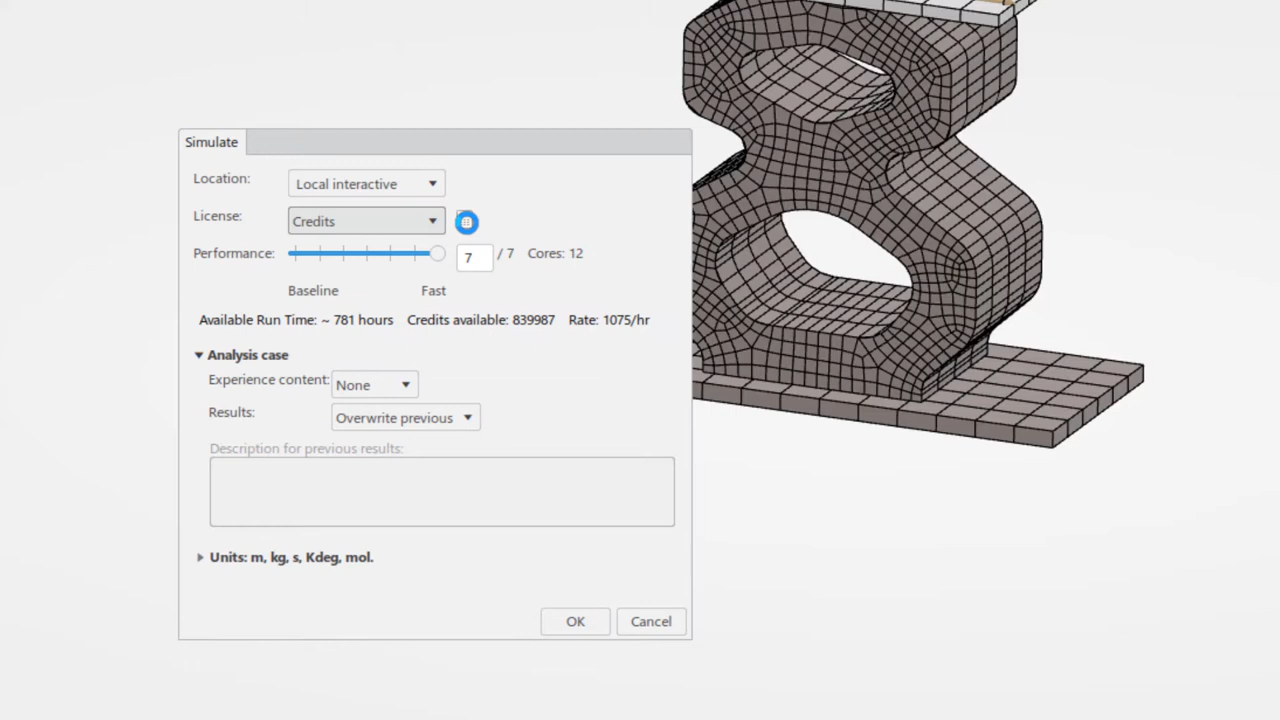 Simulate
Location: Local interactive
License: Credits
Performance: 7 / 7 Cores: 12
Baseline Fast
Available Run Time: ~ 781 hours Credits available: 839987 Rate: 1075/hr
Analysis case
Experience content: None
Results: Overwrite previous
Description for previous results:
Units: m, kg, s, Kdeg, mol.
OK Cancel